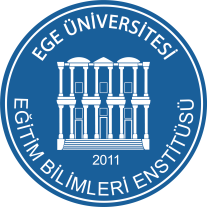 EGE ÜNİVERSİTESİ
2011
EĞİTİM BİLİMLERİ ENSTİTÜSÜ